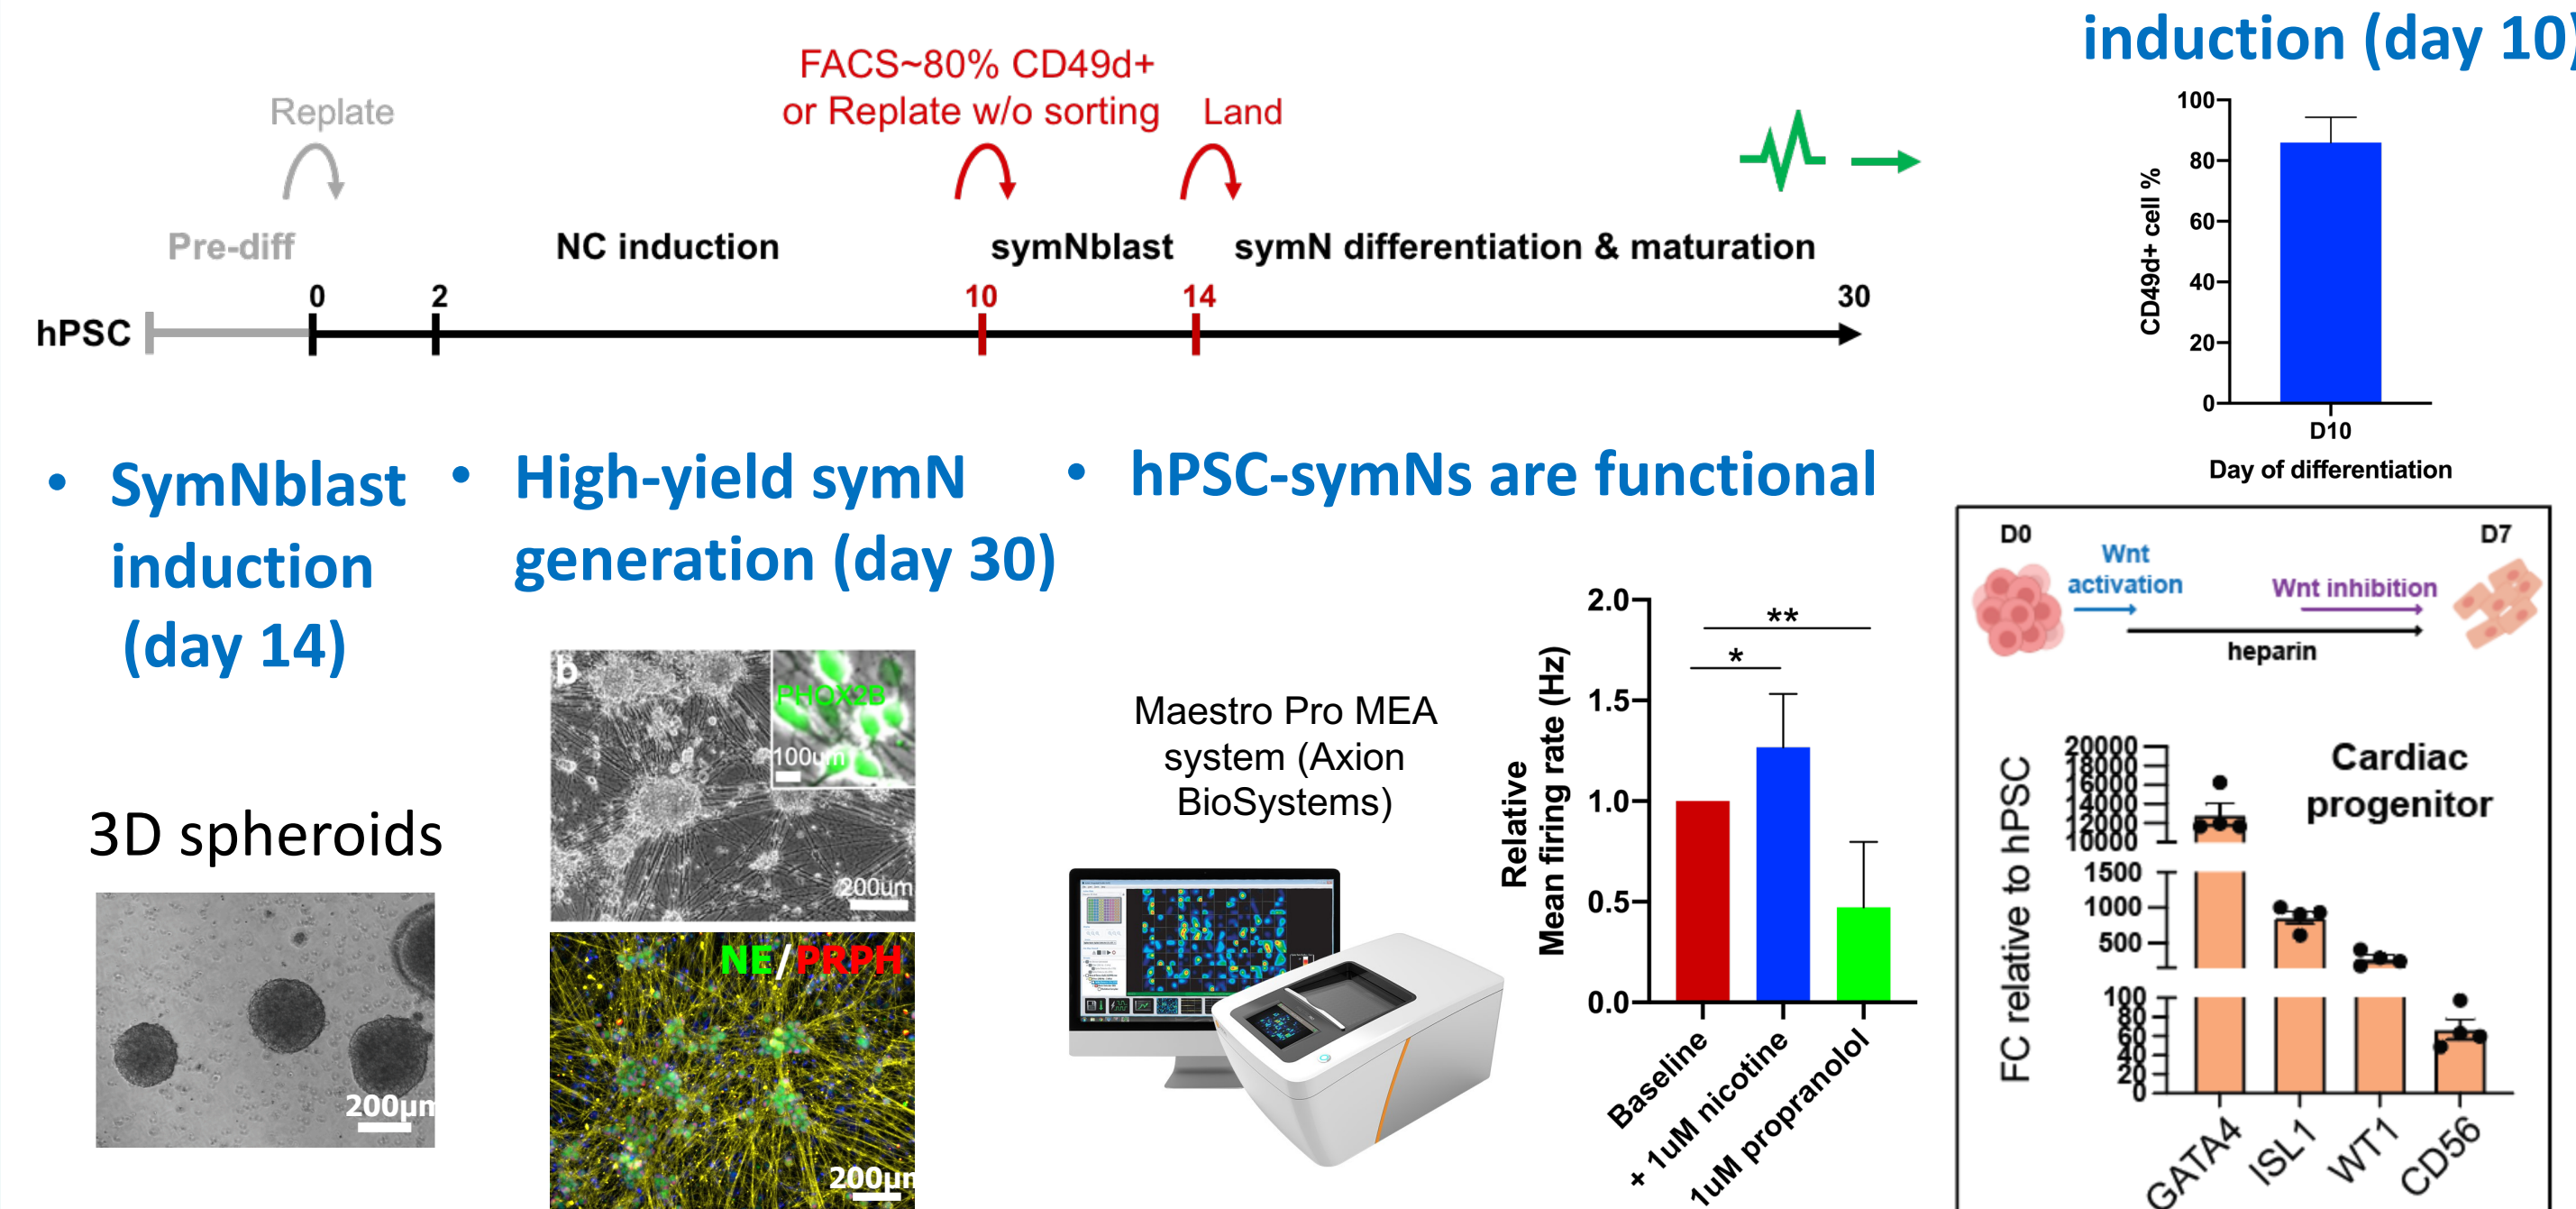 induction (day 10)
FACS~80% CD49d+
or Replate w/o sorting
Replate
Land
Pre-diff
NC induction
symNblast
symN differentiation & maturation
0
2
10
14
30
hPSC
100
80
60
40
20
0
CD49d+ cell %
D10
Day of differentiation
• SymNblast
induction
(day 14)
3D spheroids
200µm
• High-yield symN
generation (day 30)
b
PHOX2B
100um
200um
NE/PRPH
200µm
• hPSC-symNs are functional
Maestro Pro MEA
system (Axion
BioSystems)
Relative
Mean firing rate (Hz)
2.0
1.5
1.0
0.5
0.0
**
*
Baseline
+ 1uM nicotine
1uM propranolol
D0
D7
Wnt
activation
Wnt inhibition
heparin
Cardiac
progenitor
FC relative to hPSC
20000
18000
16000
14000
12000
10000
1500
1000
500
100
80
60
40
20
0
GATA4
ISL1
WT1
CD56